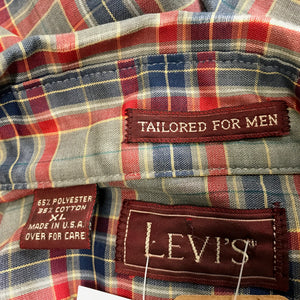 TAILORED FOR MEN
65% POLYESTER
35% COTTON
XL
MADE IN U.S.A.
OVER FOR CARE
LEVI'S